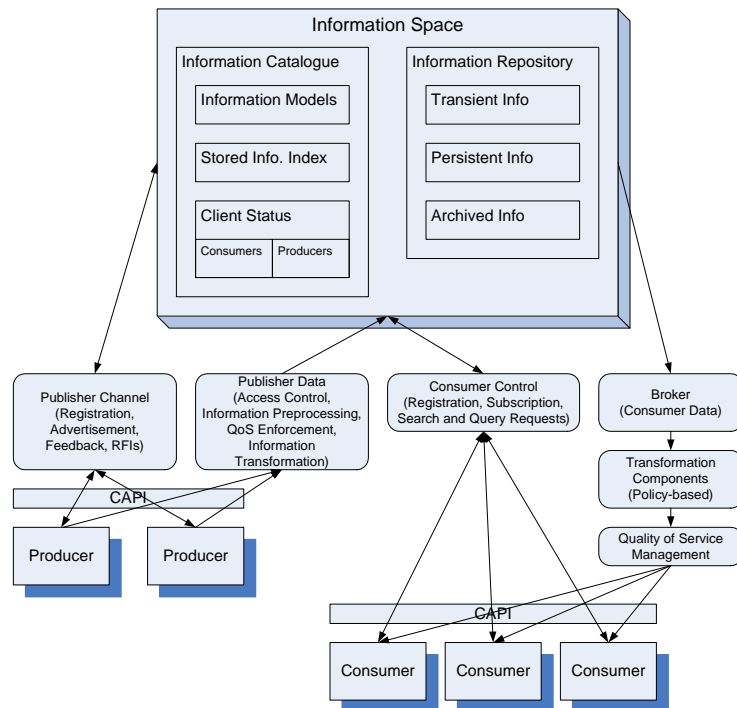 Information Space
Information Catalogue
Information Models
Stored Info. Index
Client Status
Consumers
Producers
Information Repository
Transient Info
Persistent Info
Archived Info
Publisher Channel
(Registration,
Advertisement,
Feedback, RFIs)
Publisher Data
(Access Control,
Information Preprocessing,
QoS Enforcement,
Information
Transformation)
Consumer Control
(Registration, Subscription,
Search and Query Requests)
Broker
(Consumer Data)
Transformation
Components
(Policy-based)
Quality of Service
Management
CAPI
Producer
Producer
CAPI
Consumer
Consumer
Consumer